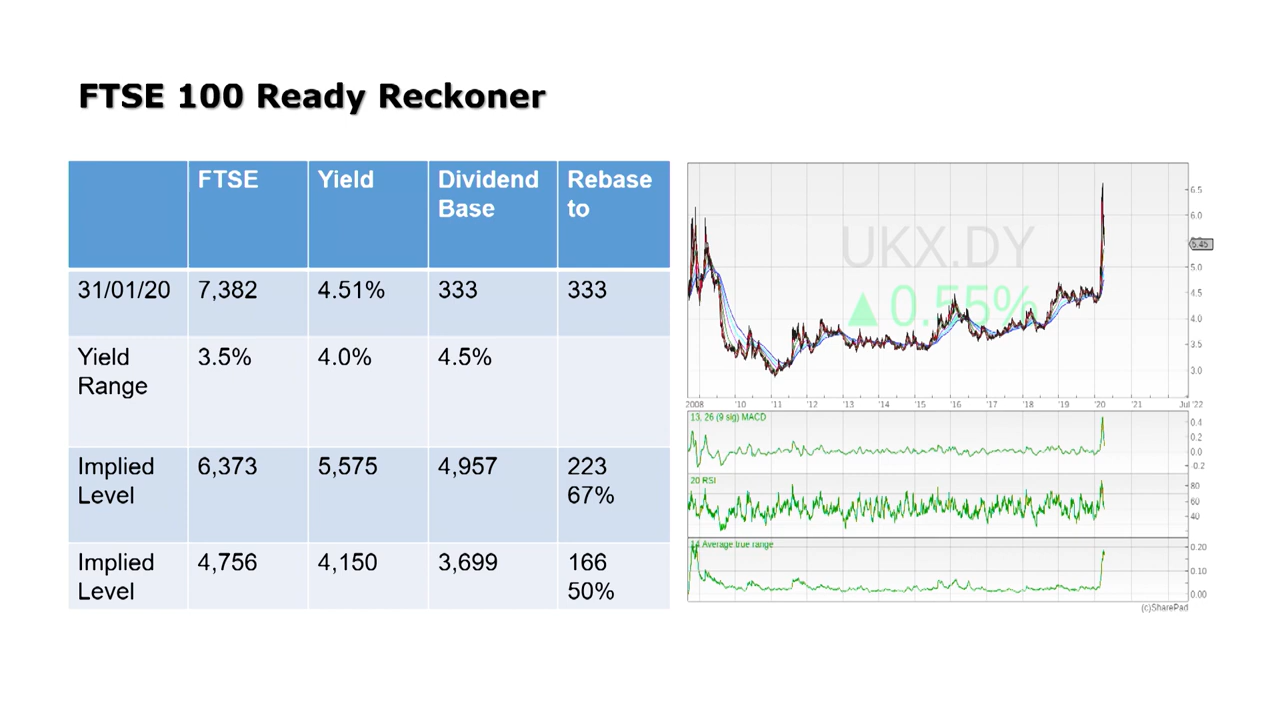 FTSE 100 Ready Reckoner
FTSE Yield Dividend Base Rebase to
31/01/20 7,382 4.51% 333 333
Yield Range 3.5% 4.0% 4.5%
Implied Level 6,373 5,575 4,957 223 67%
Implied Level 4,756 4,150 3,699 166 50%
UKX.DY
▲0.55%
6.5
6.0
5.45
5.0
4.5
4.0
3.5
3.0
2008 '10 '11 '12 '13 '14 '15 '16 '17 '18 '19 '20 '21 Jul '22
13, 26 (9 sig) MACD
0.4
0.2
0.0
-0.2
20 RSI
80
60
40
14 Average true range
0.20
0.10
0.00
(c)SharePad